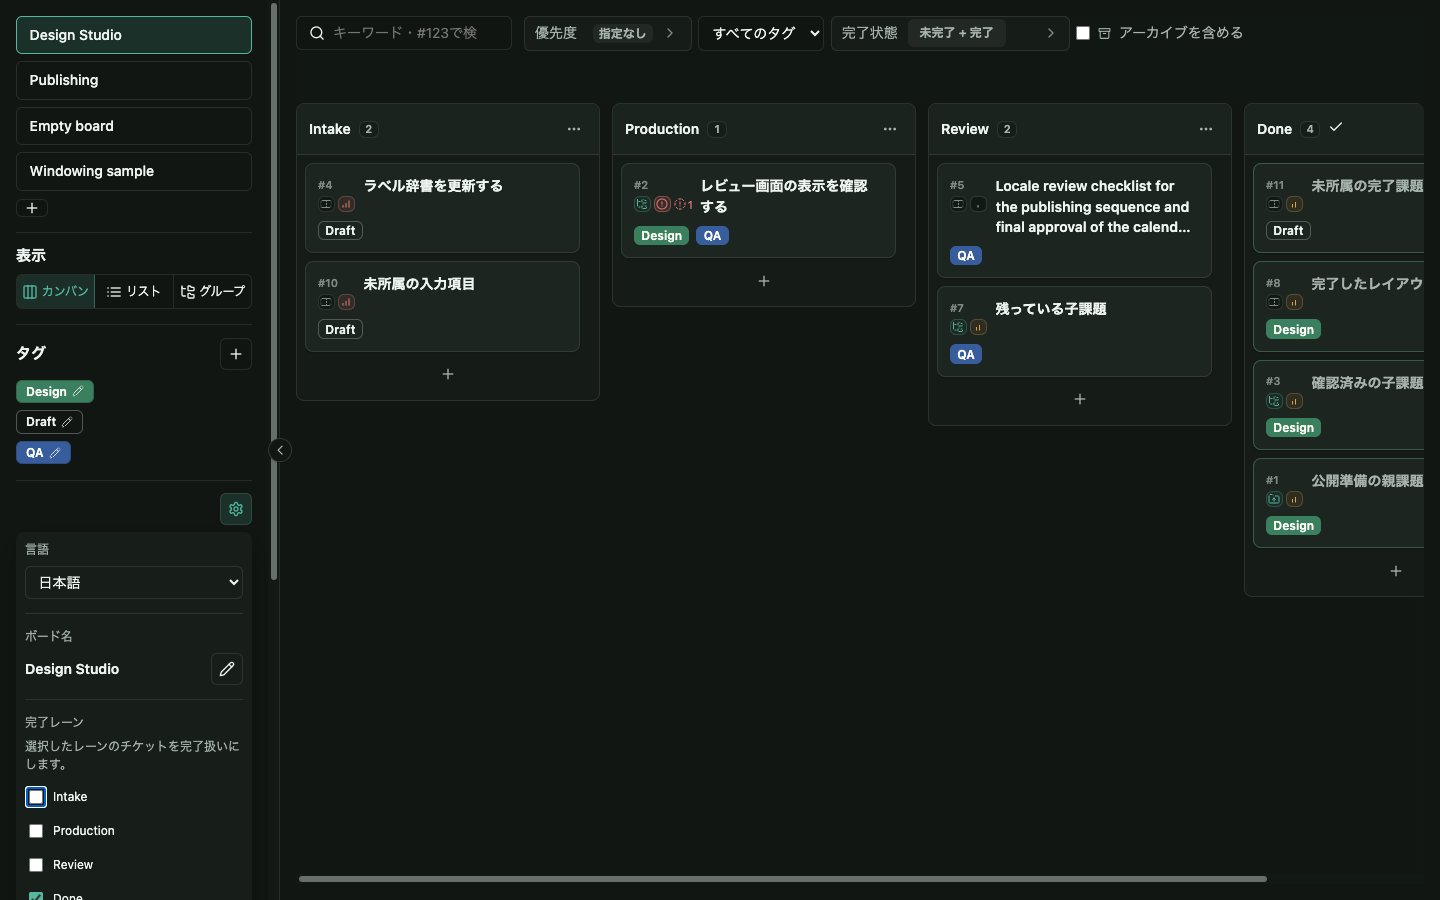 Design Studio
Publishing
Empty board
Windowing sample
表示
カンバン
リスト
グループ
タグ
Design
Draft
QA
言語
日本語
ボード名
Design Studio
完了レーン
選択したレーンのチケットを完了扱いに
します。
Intake
Production
Review
Done
キーワード・#123で検
優先度 指定なし
すべてのタグ
完了状態 未完了 + 完了
アーカイブを含める
Intake 2
#4 ラベル辞書を更新する
Draft
#10 未所属の入力項目
Draft
Production 1
#2 レビュー画面の表示を確認
する
1
Design QA
Review 2
#5 Locale review checklist for
the publishing sequence and
final approval of the calend...
QA
#7 残っている子課題
QA
Done 4
#11 未所属の完了課題
Draft
#8 完了したレイアウ
Design
#3 確認済みの子課題
Design
#1 公開準備の親課題
Design